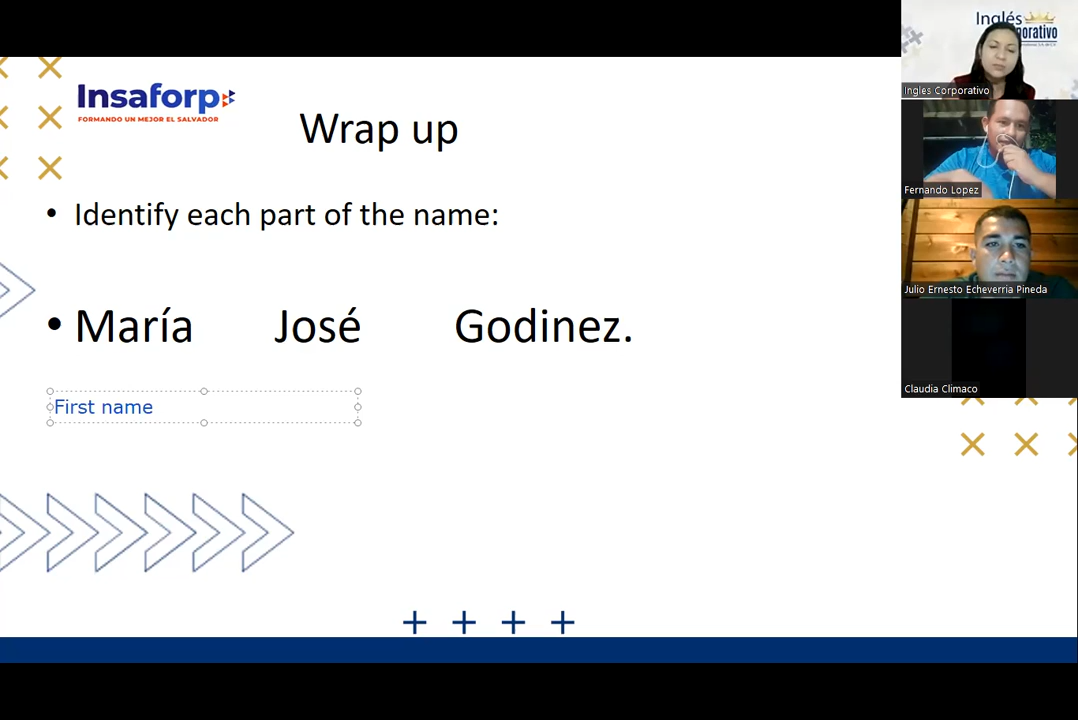 Insaforp
FORMANDO UN MEJOR EL SALVADOR
Wrap up
• Identify each part of the name:
• María José Godinez.
First name
Inglés
orativo
Ingles Corporativo
Fernando Lopez
Julio Ernesto Echeverria Pineda
Claudia Climaco